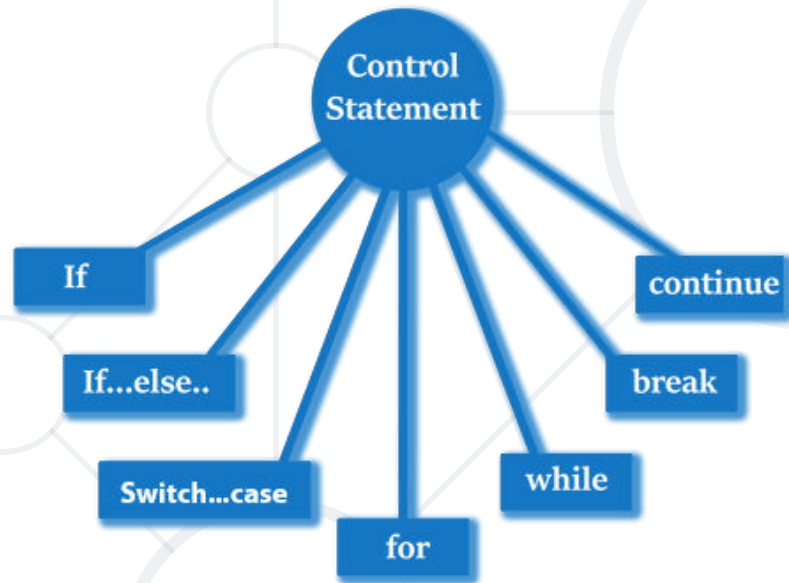 Control
Statement
If
continue
If...else..
break
Switch...case
while
for